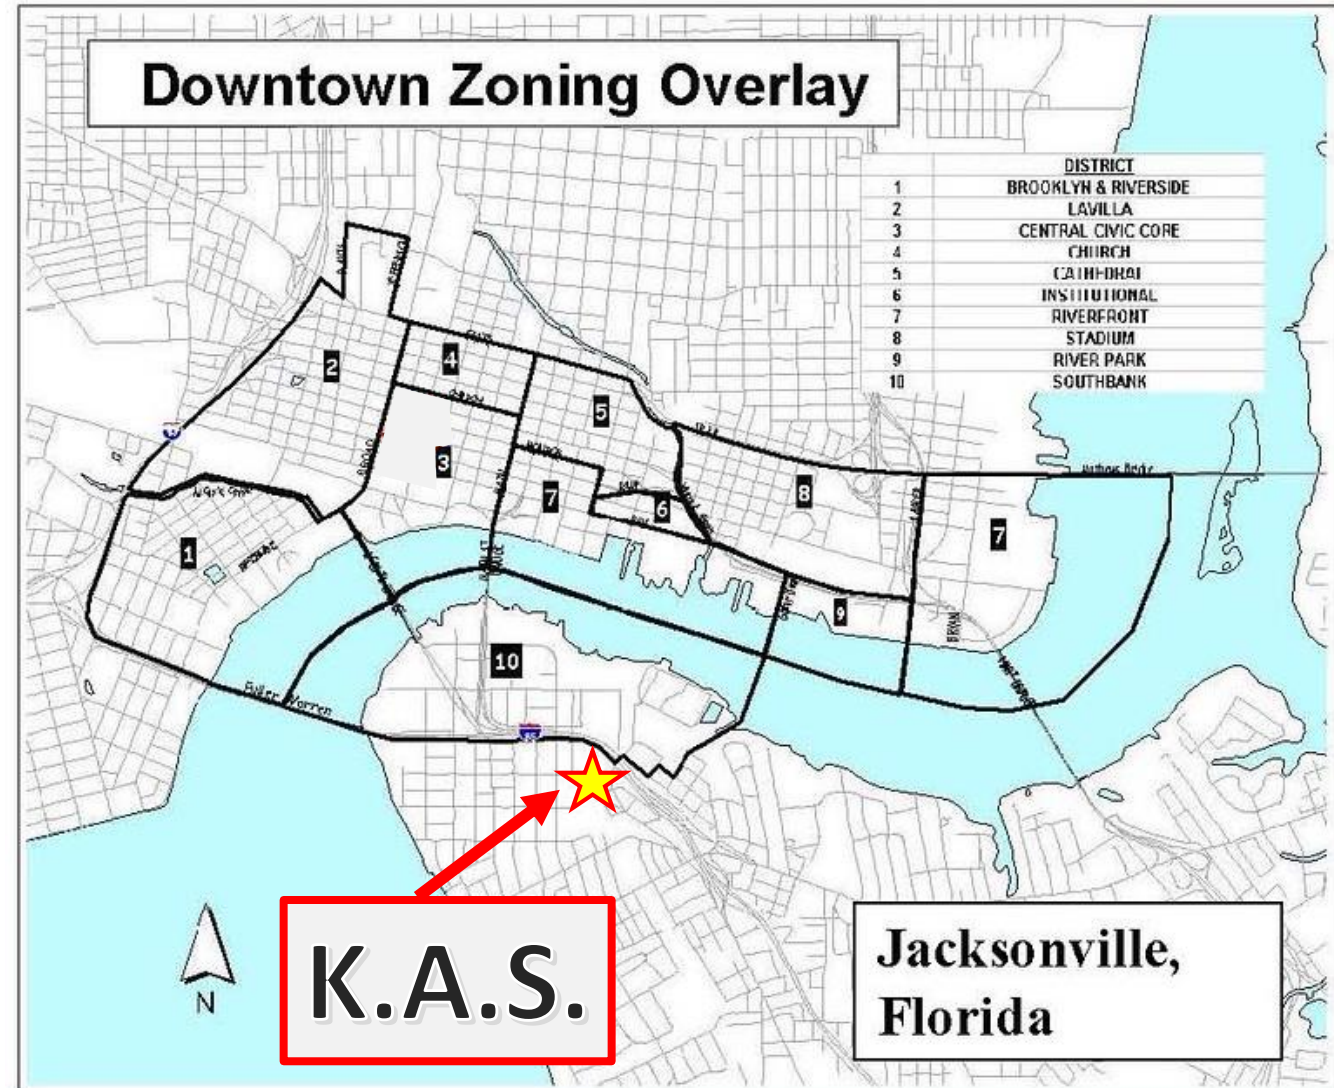 Downtown Zoning Overlay
DISTRICT
1 BROOKLYN & RIVERSIDE
2 LAVILLA
3 CENTRAL CIVIC CORE
4 CHURCH
5 CATHEDRAL
6 INSTITUTIONAL
7 RIVERFRONT
8 STADIUM
9 RIVER PARK
10 SOUTHBANK
2
4
5
BROAD
3
7
6
8
7
1
9
10
BRYAN
Fuller Warren
K.A.S.
N
Jacksonville,
Florida